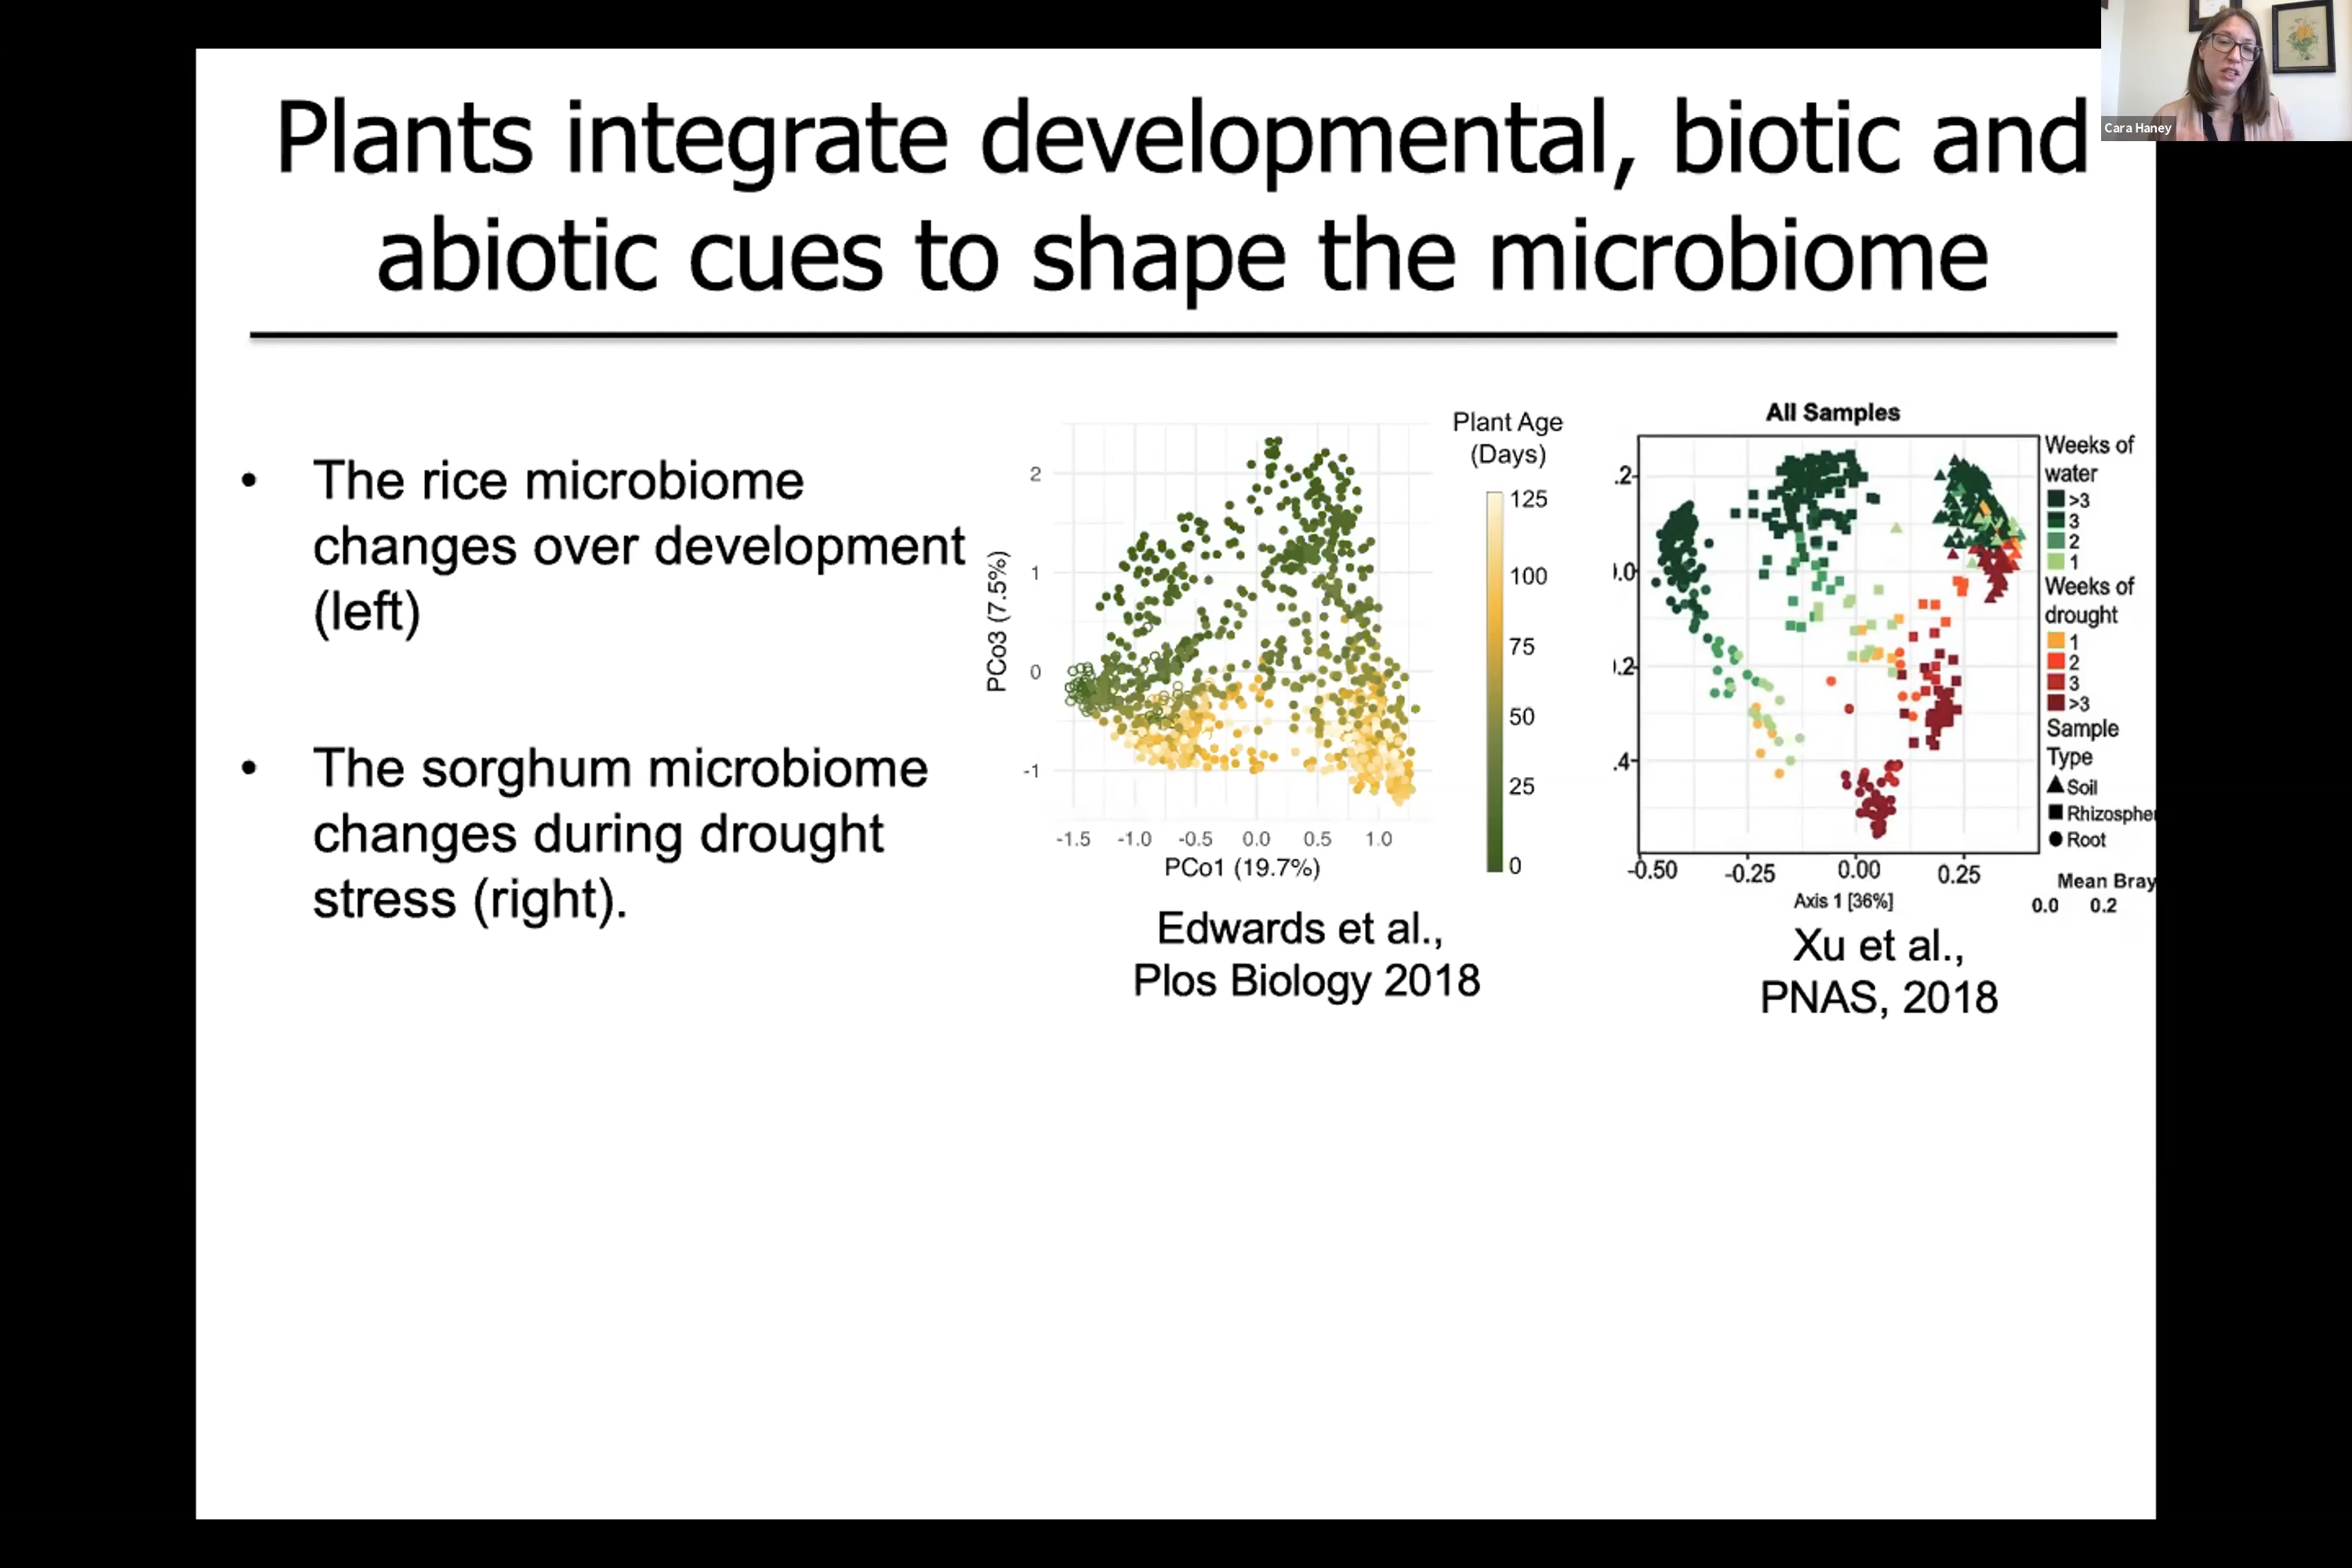 Cara Haney
Plants integrate developmental, biotic and
abiotic cues to shape the microbiome
• The rice microbiome
changes over development
(left)
• The sorghum microbiome
changes during drought
stress (right).
Plant Age
(Days)
125
100
75
50
25
0
PCo3 (7.5%)
2
1
0
-1
-1.5 -1.0 -0.5 0.0 0.5 1.0
PCo1 (19.7%)
Edwards et al.,
Plos Biology 2018
All Samples
.2
).0
).2
.4
-0.50 -0.25 0.00 0.25
Axis 1 [36%]
Weeks of
water
>3
3
2
1
Weeks of
drought
1
2
3
>3
Sample
Type
Soil
Rhizospher
Root
Mean Bray
0.0 0.2
Xu et al.,
PNAS, 2018